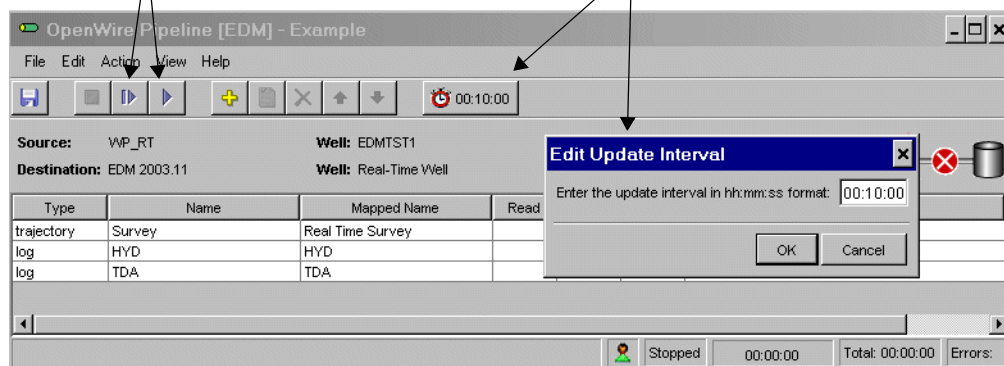 OpenWire Pipeline [EDM] - Example
File Edit Action View Help
00:10:00
Source: WP_RT Well: EDMTST1
Destination: EDM 2003.11 Well: Real-Time Well
Edit Update Interval
Enter the update interval in hh:mm:ss format: 00:10:00
OK Cancel
Type Name Mapped Name Read
trajectory Survey Real Time Survey
log HYD HYD
log TDA TDA
Stopped 00:00:00 Total: 00:00:00 Errors: